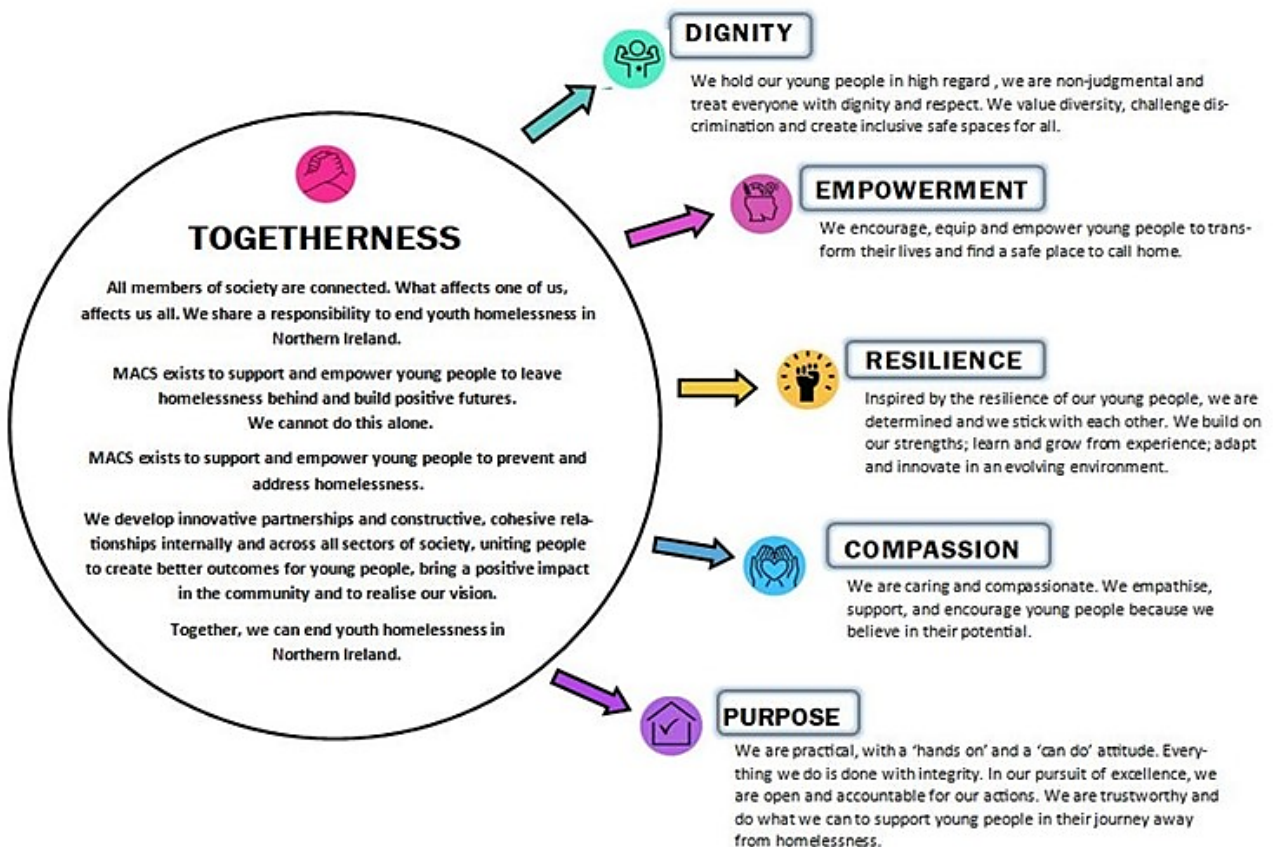 TOGETHERNESS
All members of society are connected. What affects one of us,
affects us all. We share a responsibility to end youth homelessness in
Northern Ireland.
MACS exists to support and empower young people to leave
homelessness behind and build positive futures.
We cannot do this alone.
MACS exists to support and empower young people to prevent and
address homelessness.
We develop innovative partnerships and constructive, cohesive rela-
tionships internally and across all sectors of society, uniting people
to create better outcomes for young people, bring a positive impact
in the community and to realise our vision.
Together, we can end youth homelessness in
Northern Ireland.
DIGNITY
We hold our young people in high regard , we are non-judgmental and
treat everyone with dignity and respect. We value diversity, challenge dis-
crimination and create inclusive safe spaces for all.
EMPOWERMENT
We encourage, equip and empower young people to trans-
form their lives and find a safe place to call home.
RESILIENCE
Inspired by the resilience of our young people, we are
determined and we stick with each other. We build on
our strengths; learn and grow from experience; adapt
and innovate in an evolving environment.
COMPASSION
We are caring and compassionate. We empathise,
support, and encourage young people because we
believe in their potential.
PURPOSE
We are practical, with a ‘hands on’ and a ‘can do’ attitude. Every-
thing we do is done with integrity. In our pursuit of excellence, we
are open and accountable for our actions. We are trustworthy and
do what we can to support young people in their journey away
from homelessness.